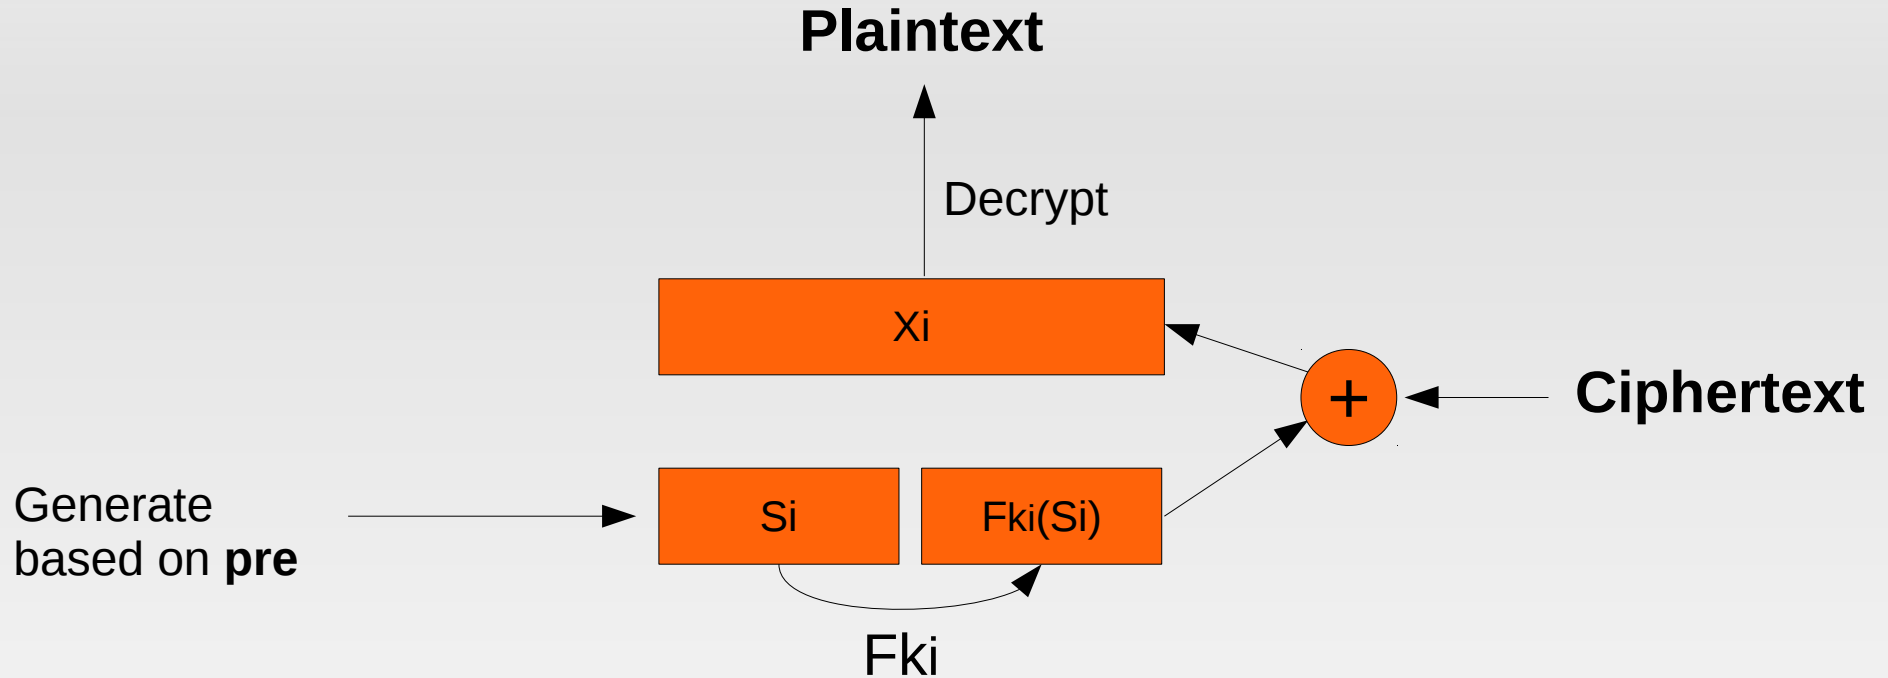 Plaintext
Decrypt
Xi
+
Ciphertext
Generate
based on pre
Si
Fki(Si)
Fki